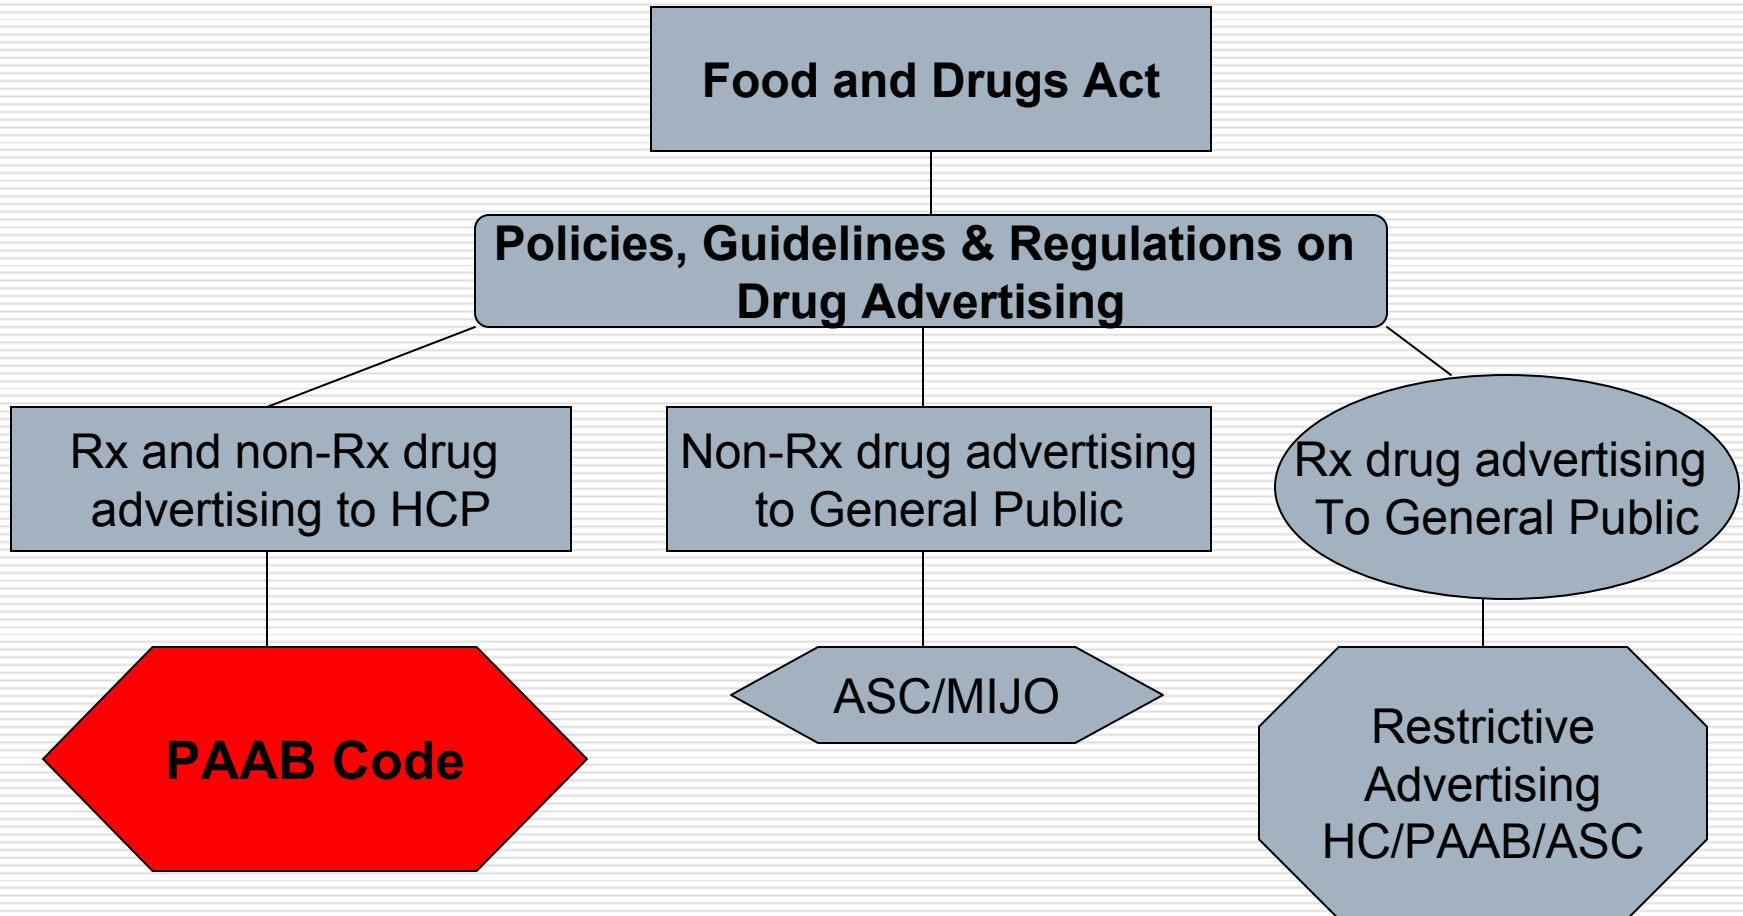 Food and Drugs Act
Policies, Guidelines & Regulations on
Drug Advertising
Rx and non-Rx drug
advertising to HCP
Non-Rx drug advertising
to General Public
Rx drug advertising
To General Public
PAAB Code
ASC/MIJO
Restrictive
Advertising
HC/PAAB/ASC